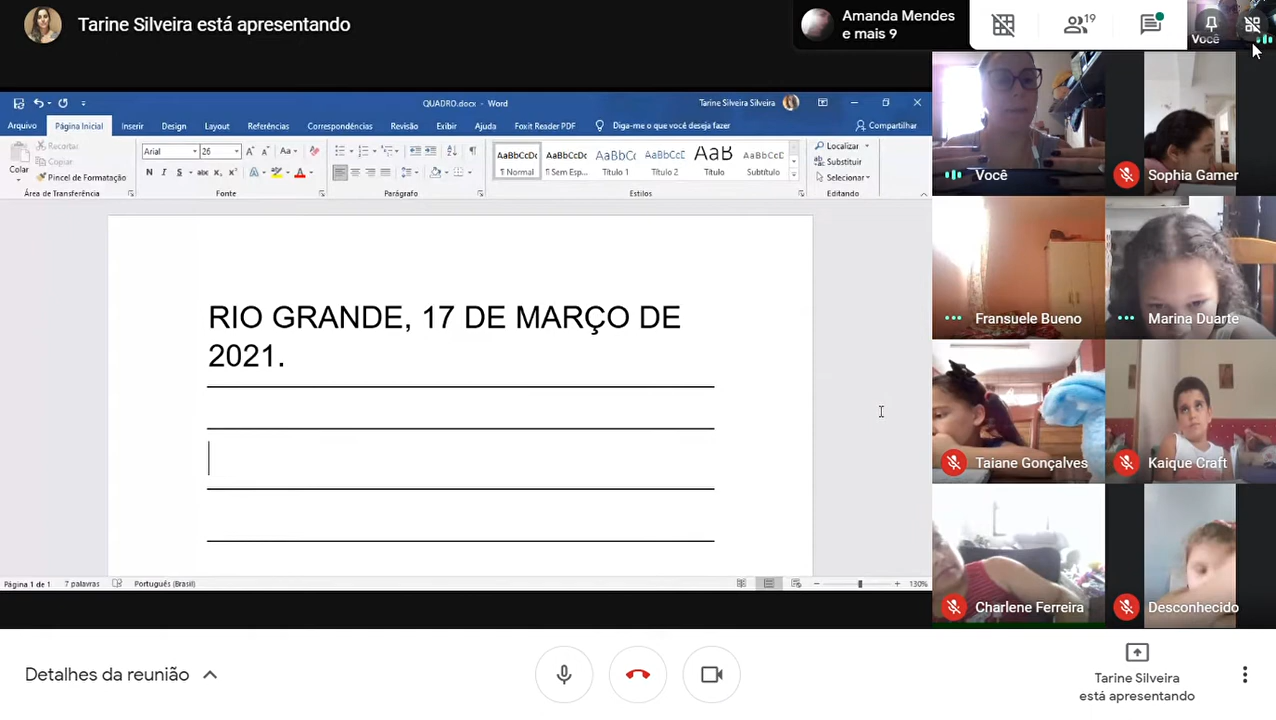 Tarine Silveira está apresentando
Amanda Mendes
e mais 9
19
Você
QUADRO.docx - Word
Tarine Silveira Silveira
Arquivo Página Inicial Inserir Design Layout Referências Correspondências Revisão Exibir Ajuda Foxit Reader PDF Diga-me o que você deseja fazer Compartilhar
Colar
Recortar
Copiar
Pincel de Formatação
Área de Transferência
Arial 26
N I S abc x₂ x²
Fonte
Parágrafo
AaBbCcDc AaBbCcDc AaBbCc AaBbCcD AaB AaBbCcD
¶ Normal ¶ Sem Esp... Título 1 Título 2 Título Subtítulo
Estilos
Localizar
Substituir
Selecionar
Editando
RIO GRANDE, 17 DE MARÇO DE
2021.
Página 1 de 1 7 palavras Português (Brasil) 130%
Você
Sophia Gamer
Fransuele Bueno
Marina Duarte
Taiane Gonçalves
Kaique Craft
Charlene Ferreira
Desconhecido
Detalhes da reunião
Tarine Silveira
está apresentando